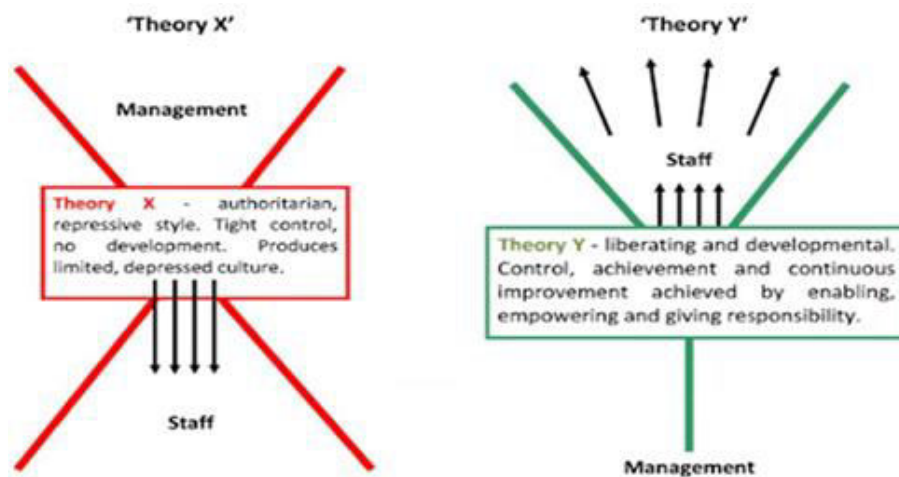 'Theory X'
Management
Theory X - authoritarian,
repressive style. Tight control,
no development. Produces
limited, depressed culture.
Staff
'Theory Y'
Staff
Theory Y - liberating and developmental.
Control, achievement and continuous
improvement achieved by enabling,
empowering and giving responsibility.
Management